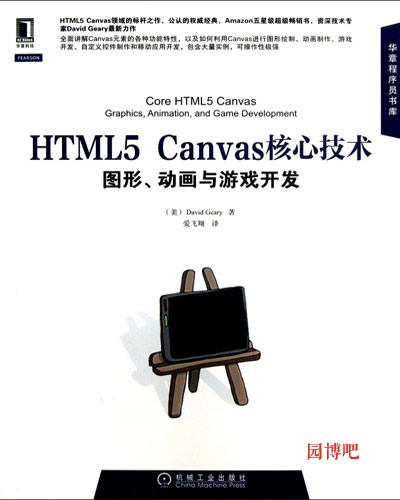 HTML5 Canvas领域的标杆之作，公认的权威经典，Amazon五星级超级畅销书，资深技术专
家David Geary最新力作
全面讲解Canvas元素的各种功能特性，以及如何利用Canvas进行图形绘制、动画制作、游戏
开发、自定义控件制作和移动应用开发，包含大量实例，可操作性极强
华章科技
华章程序员书库
Core HTML5 Canvas
Graphics, Animation, and Game Development
HTML5 Canvas核心技术
图形、动画与游戏开发
（美）David Geary 著
爱飞翔 译
园博吧
机械工业出版社
China Machine Press